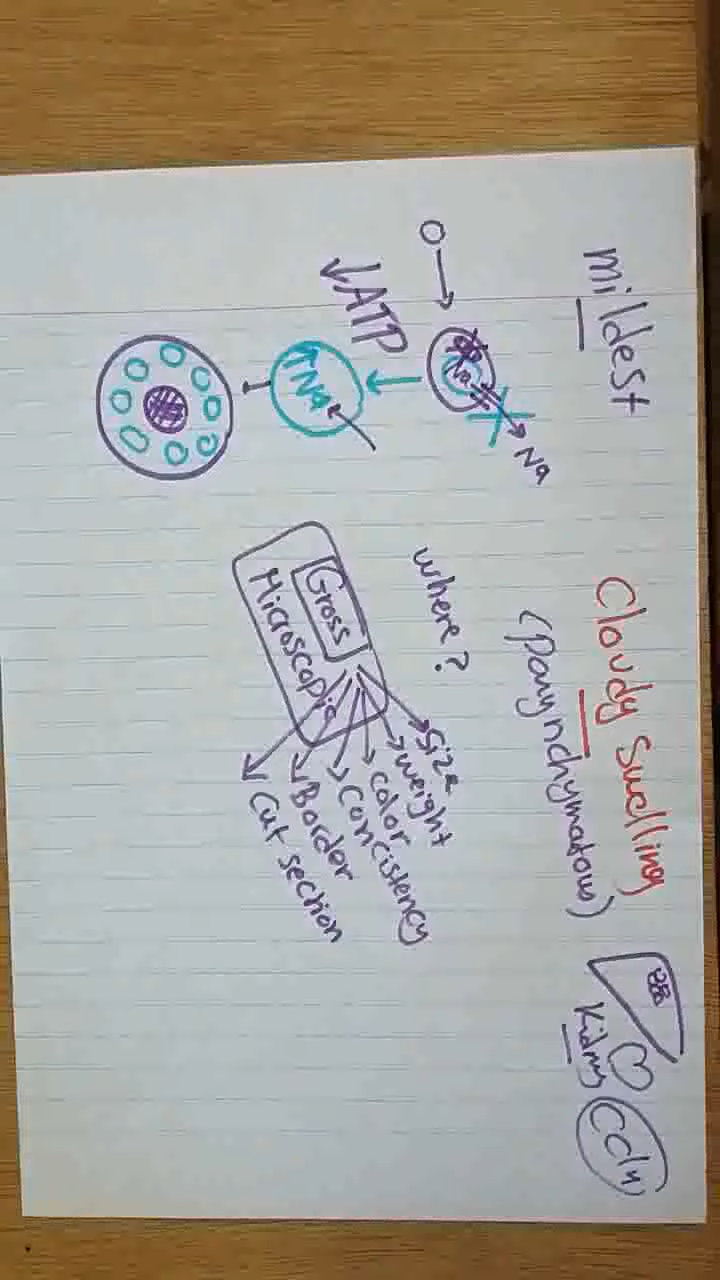 Cloudy Swelling
(Parynchymatous)
mildest
Kidney
CCl4
Na
Na
↓ATP
↑Na
where?
Gross
Microscopic
Size
weight
color
Concistency
Border
Cut section